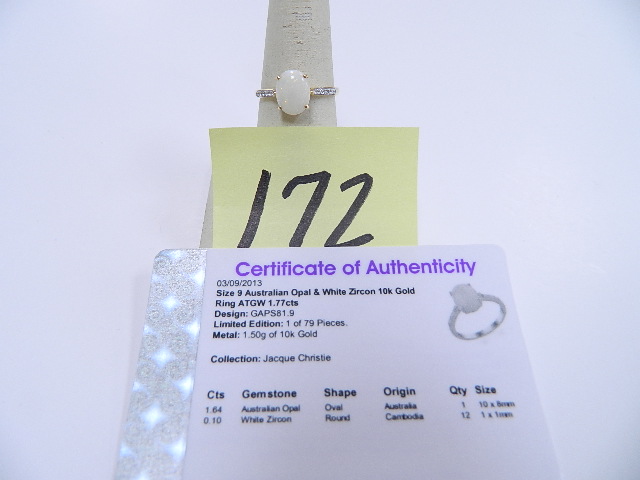 172
Certificate of Authenticity
03/09/2013
Size 9 Australian Opal & White Zircon 10k Gold
Ring ATGW 1.77cts
Design: GAPS81.9
Limited Edition: 1 of 79 Pieces.
Metal: 1.50g of 10k Gold
Collection: Jacque Christie
Cts Gemstone Shape Origin Qty Size
1.64 Australian Opal Oval Australia 1 10 x 8mm
0.10 White Zircon Round Cambodia 12 1 x 1mm